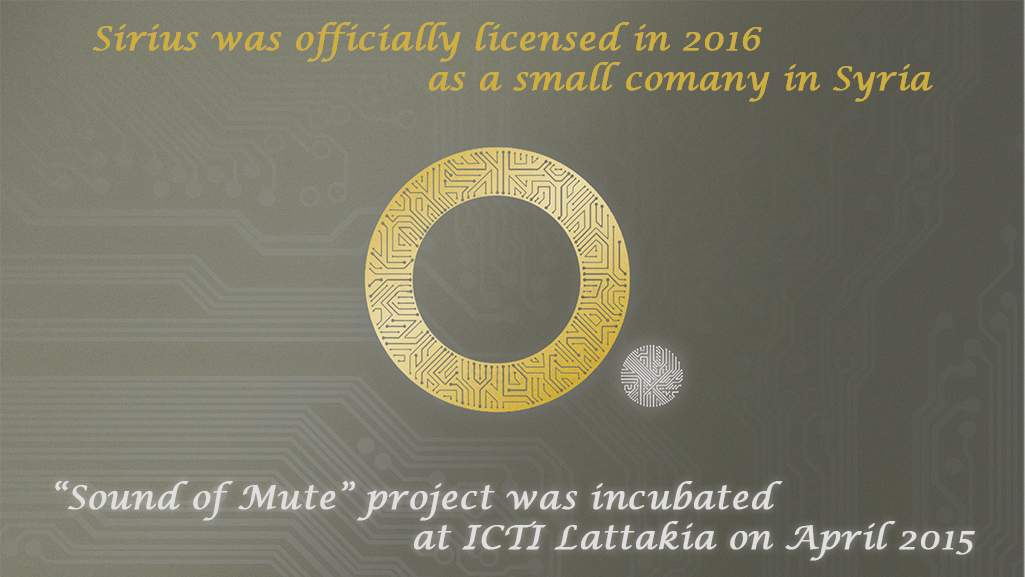 Sirius was officially licensed in 2016
as a small comany in Syria
“Sound of Mute” project was incubated
at ICTI Lattakia on April 2015